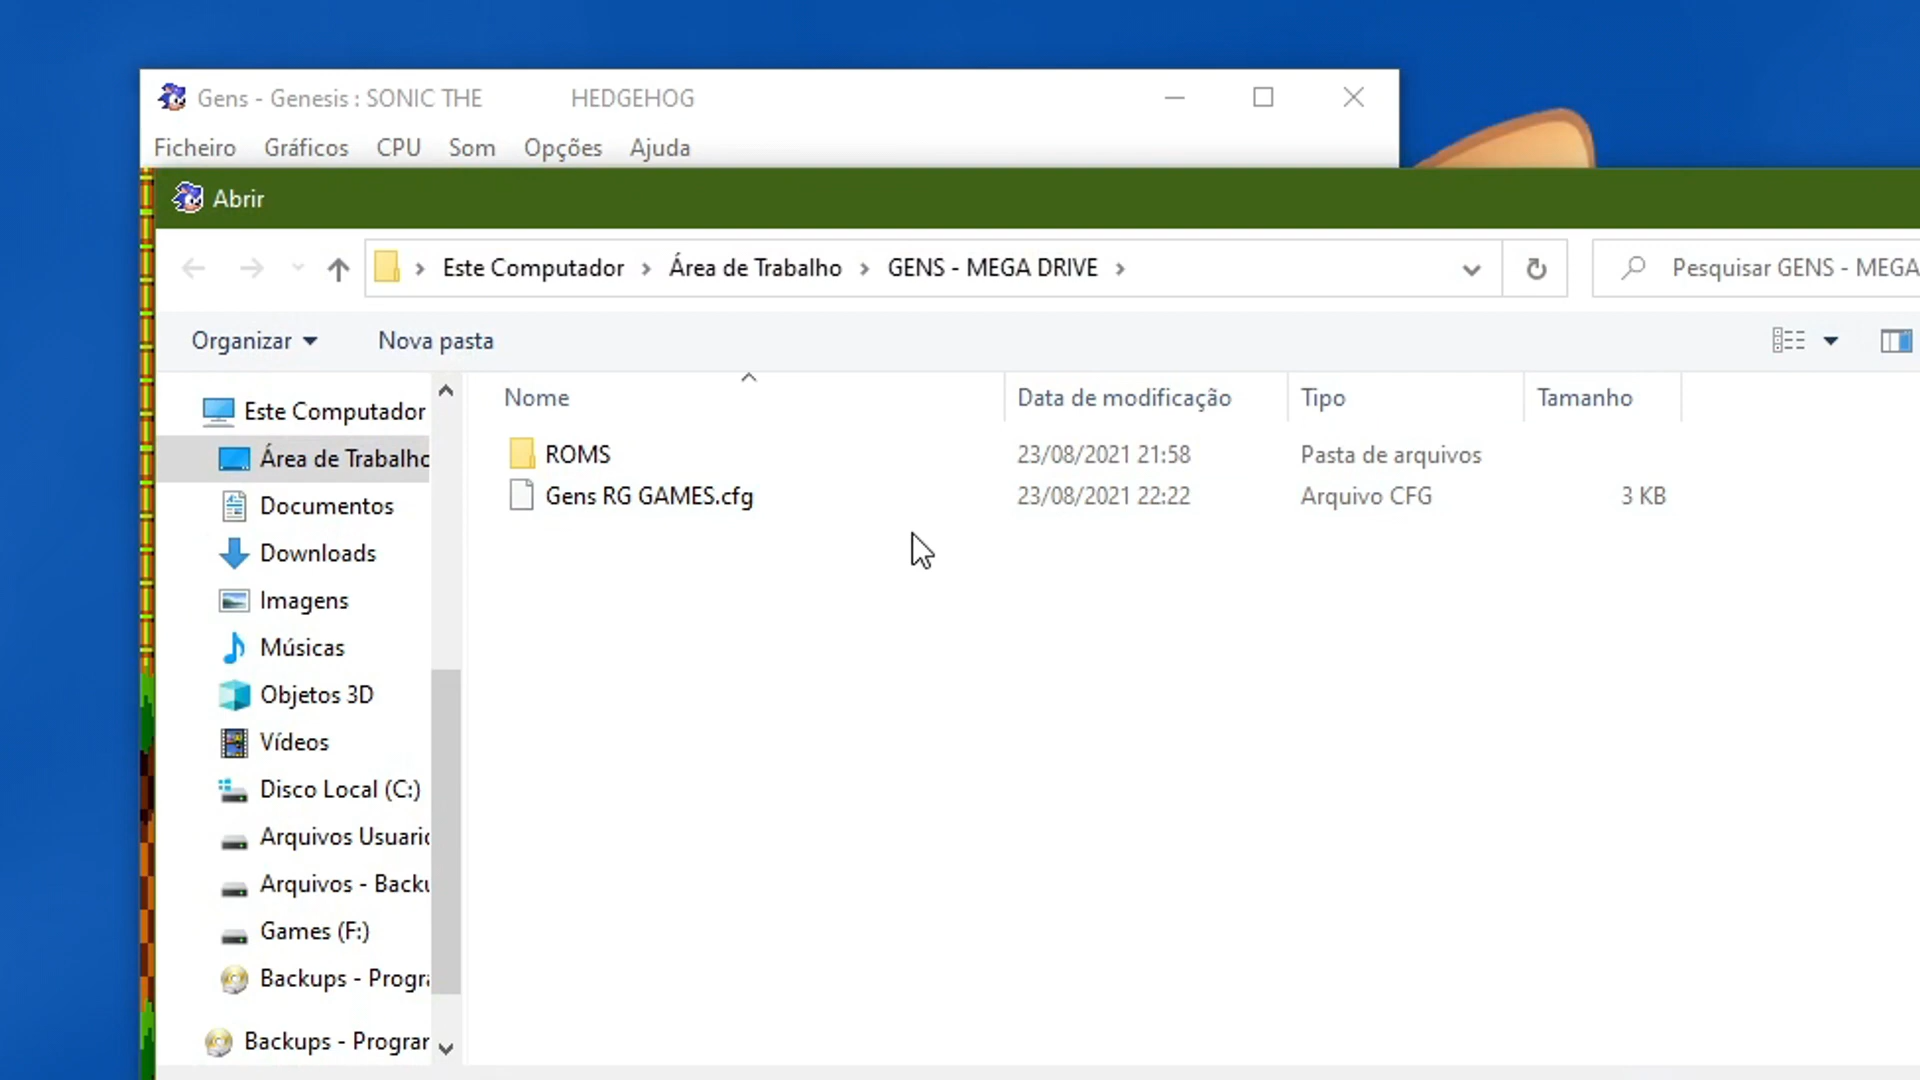 Gens - Genesis : SONIC THE HEDGEHOG
Ficheiro Gráficos CPU Som Opções Ajuda
Abrir
Este Computador > Área de Trabalho > GENS - MEGA DRIVE >
Pesquisar GENS - MEGA
Organizar Nova pasta
Nome Data de modificação Tipo Tamanho
ROMS 23/08/2021 21:58 Pasta de arquivos
Gens RG GAMES.cfg 23/08/2021 22:22 Arquivo CFG 3 KB
Este Computador
Área de Trabalho
Documentos
Downloads
Imagens
Músicas
Objetos 3D
Vídeos
Disco Local (C:)
Arquivos Usuario
Arquivos - Backu
Games (F:)
Backups - Progra
Backups - Program